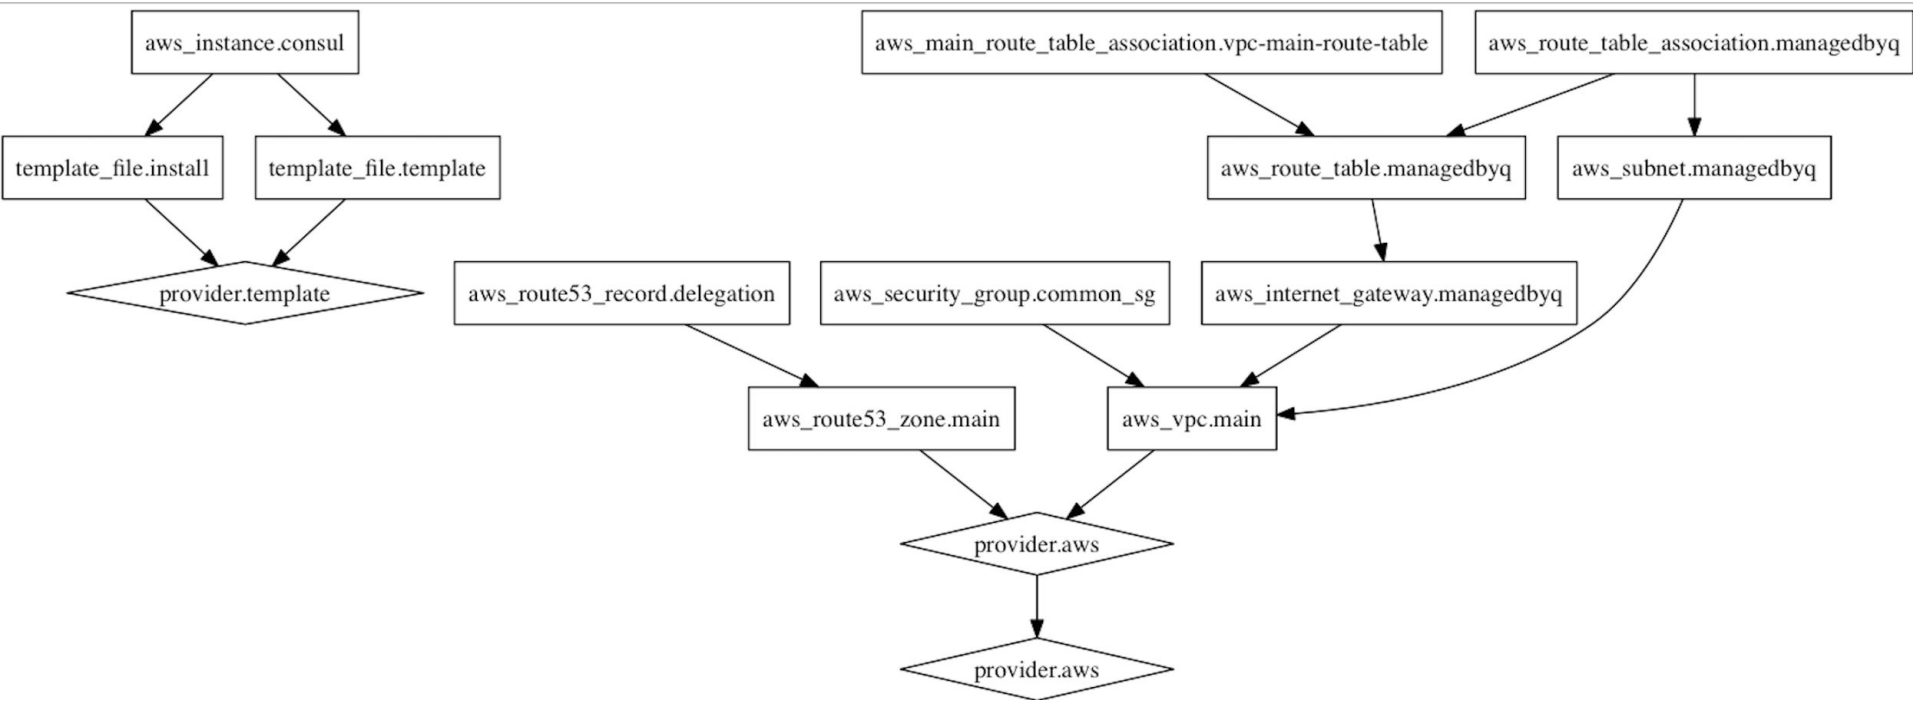 aws_instance.consul
aws_main_route_table_association.vpc-main-route-table
aws_route_table_association.managedbyq
template_file.install
template_file.template
aws_route_table.managedbyq
aws_subnet.managedbyq
provider.template
aws_route53_record.delegation
aws_security_group.common_sg
aws_internet_gateway.managedbyq
aws_route53_zone.main
aws_vpc.main
provider.aws
provider.aws